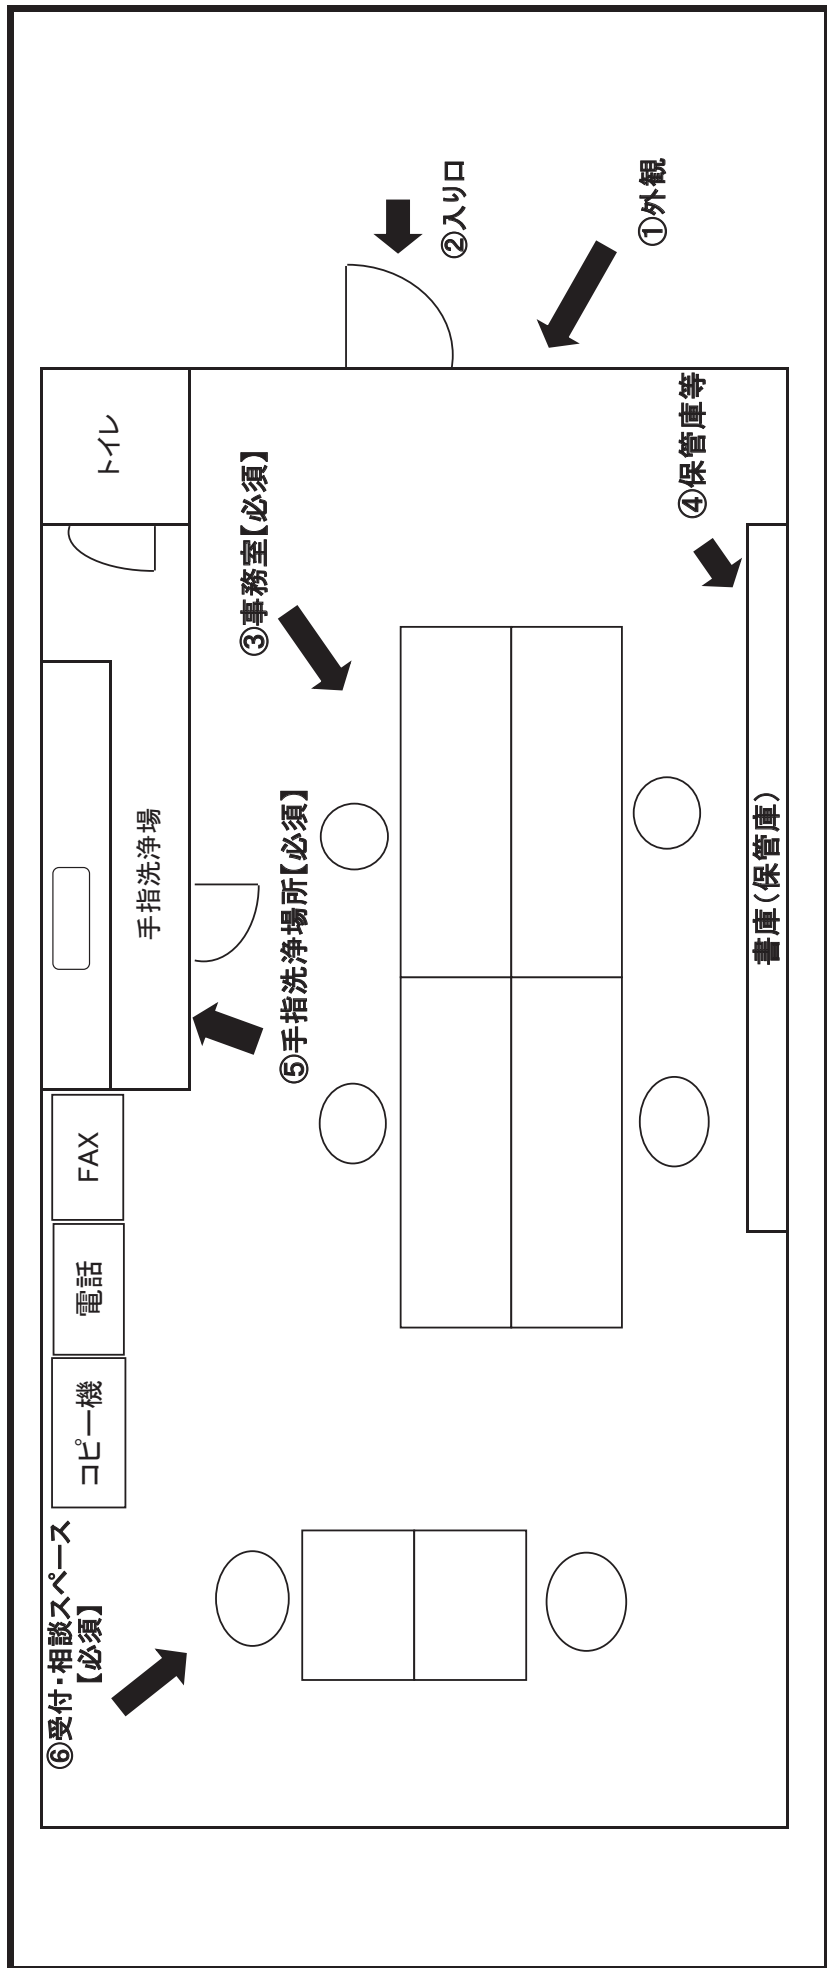 ①外観
②入り口
トイレ
③事務室【必須】
④保管庫等
手指洗浄場
⑤手指洗浄場所【必須】
書庫（保管庫）
FAX
電話
コピー機
⑥受付・相談スペース
【必須】